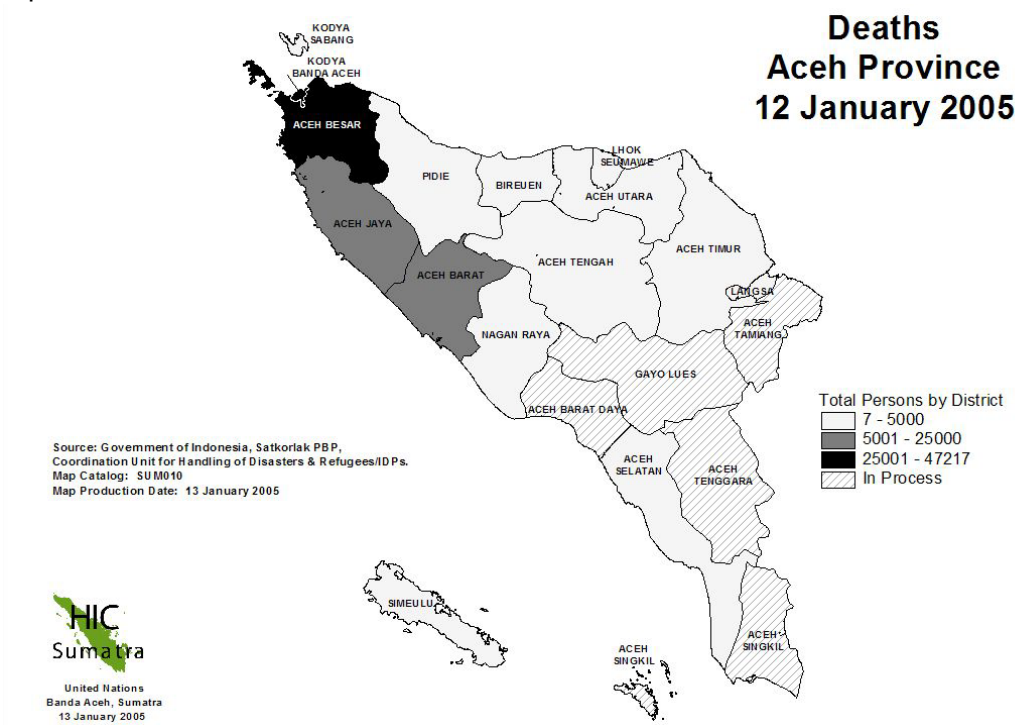 Deaths
Aceh Province
12 January 2005
KODYA
SABANG
KODYA
BANDA ACEH
ACEH BESAR
PIDIE
BIREUEN
LHOK
SEUMAWE
ACEH UTARA
ACEH JAYA
ACEH BARAT
ACEH TENGAH
ACEH TIMUR
LANGSA
ACEH
TAMIANG
NAGAN RAYA
GAYO LUES
ACEH BARAT DAYA
ACEH
SELATAN
ACEH
TENGGARA
SIMEULU
ACEH
SINGKIL
ACEH
SINGKIL
Total Persons by District
7 - 5000
5001 - 25000
25001 - 47217
In Process
Source: Government of Indonesia, Satkorlak PBP,
Coordination Unit for Handling of Disasters & Refugees/IDPs.
Map Catalog: SUM010
Map Production Date: 13 January 2005
HIC
Sumatra
United Nations
Banda Aceh, Sumatra
13 January 2005